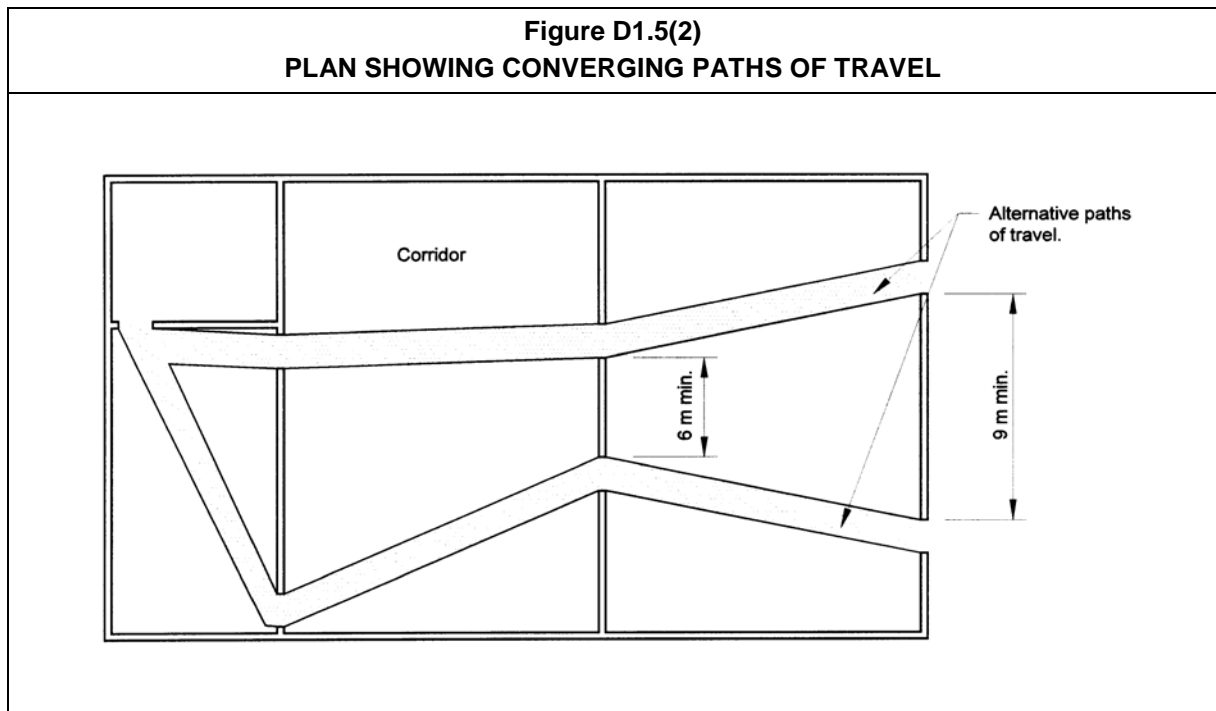 Figure D1.5(2)
PLAN SHOWING CONVERGING PATHS OF TRAVEL
Corridor
Alternative paths
of travel.
6 m min.
9 m min.